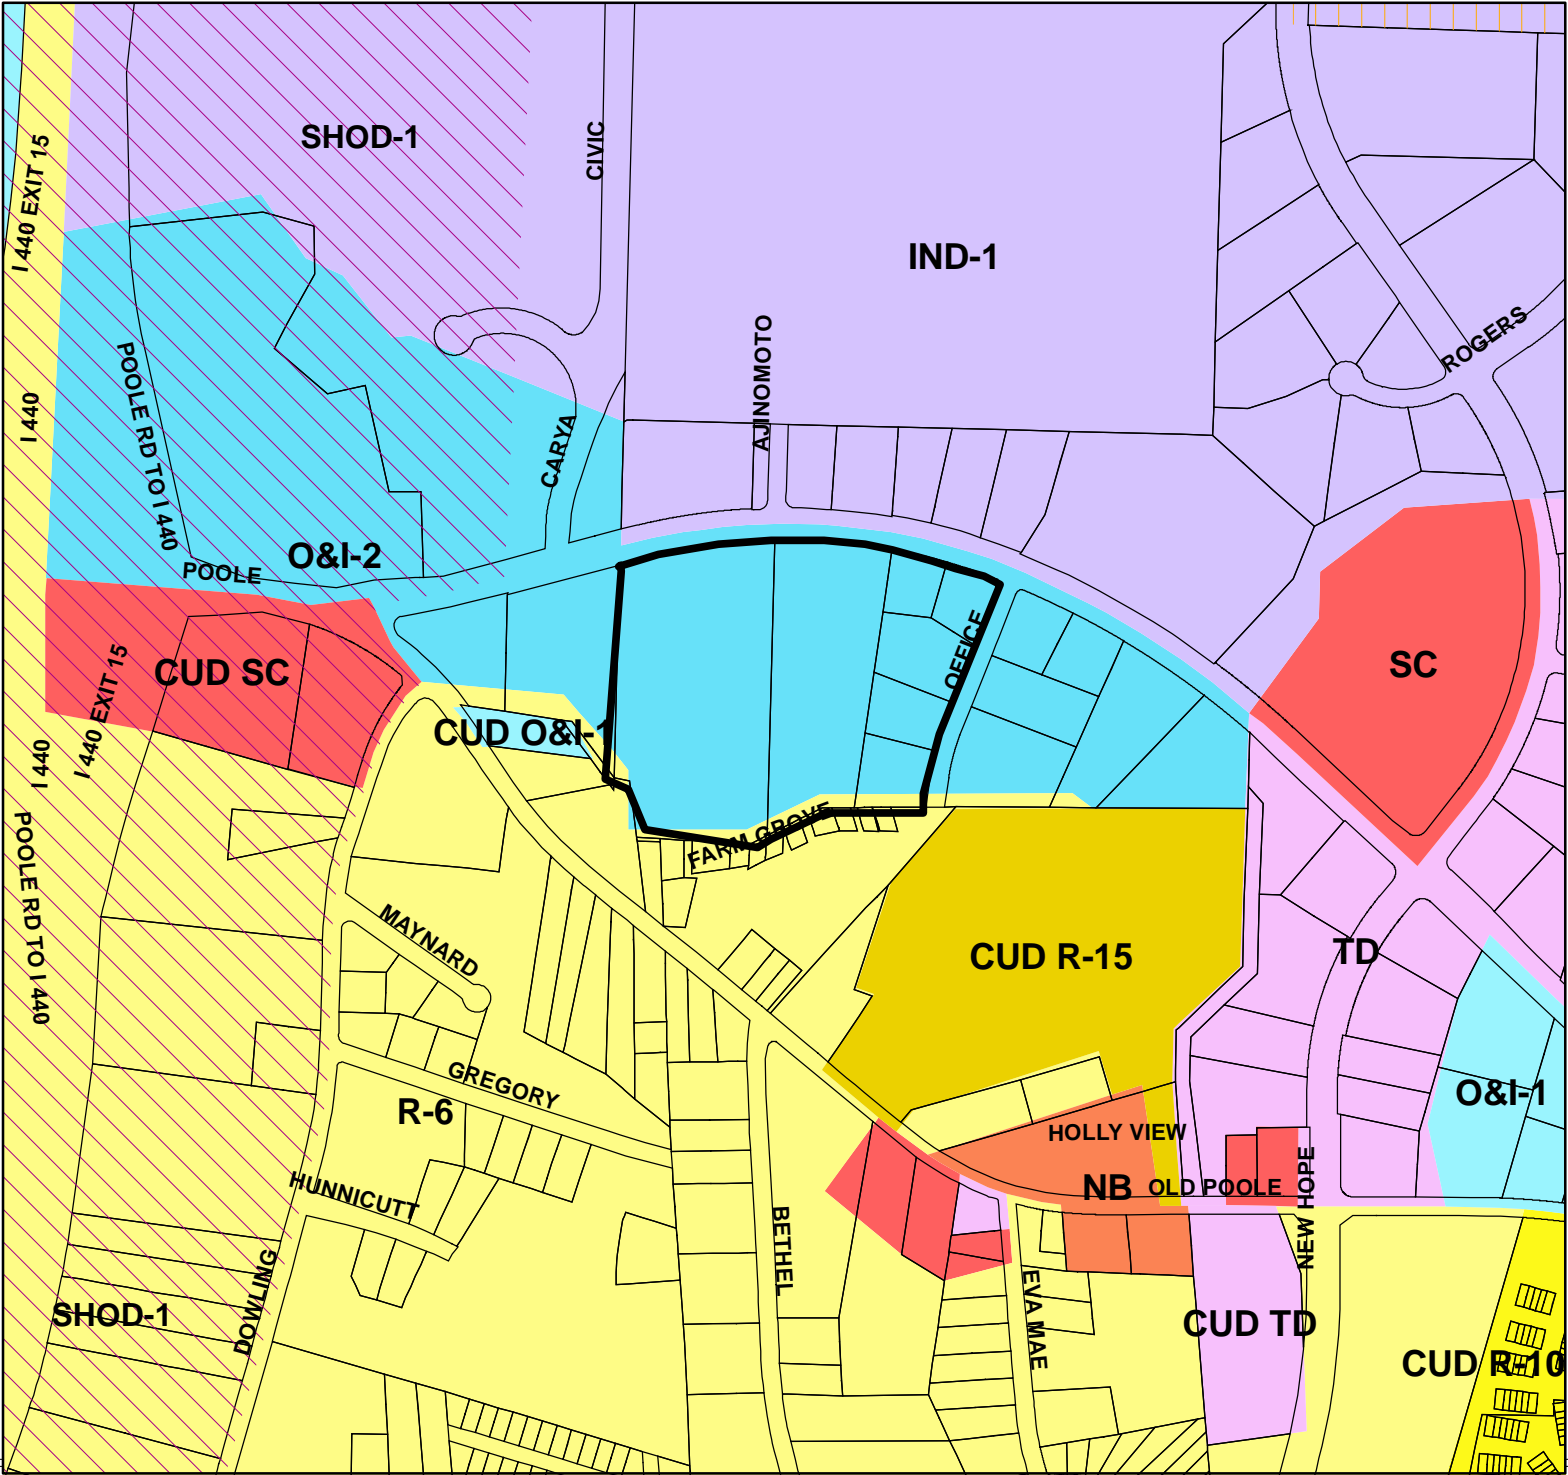 SHOD-1
CIVIC
I 440 EXIT 15
IND-1
ROGERS
AJINOMOTO
I 440
POOLE RD TO I 440
CARYA
O&I-2
POOLE
OFFICE
CUD SC
SC
I 440 EXIT 15
CUD O&I-1
I 440
FARM GROVE
POOLE RD TO I 440
MAYNARD
CUD R-15
TD
GREGORY
O&I-1
R-6
HOLLY VIEW
HUNNICUTT
NB
OLD POOLE
NEW HOPE
BETHEL
DOWLING
SHOD-1
EVA MAE
CUD TD
CUD R-10